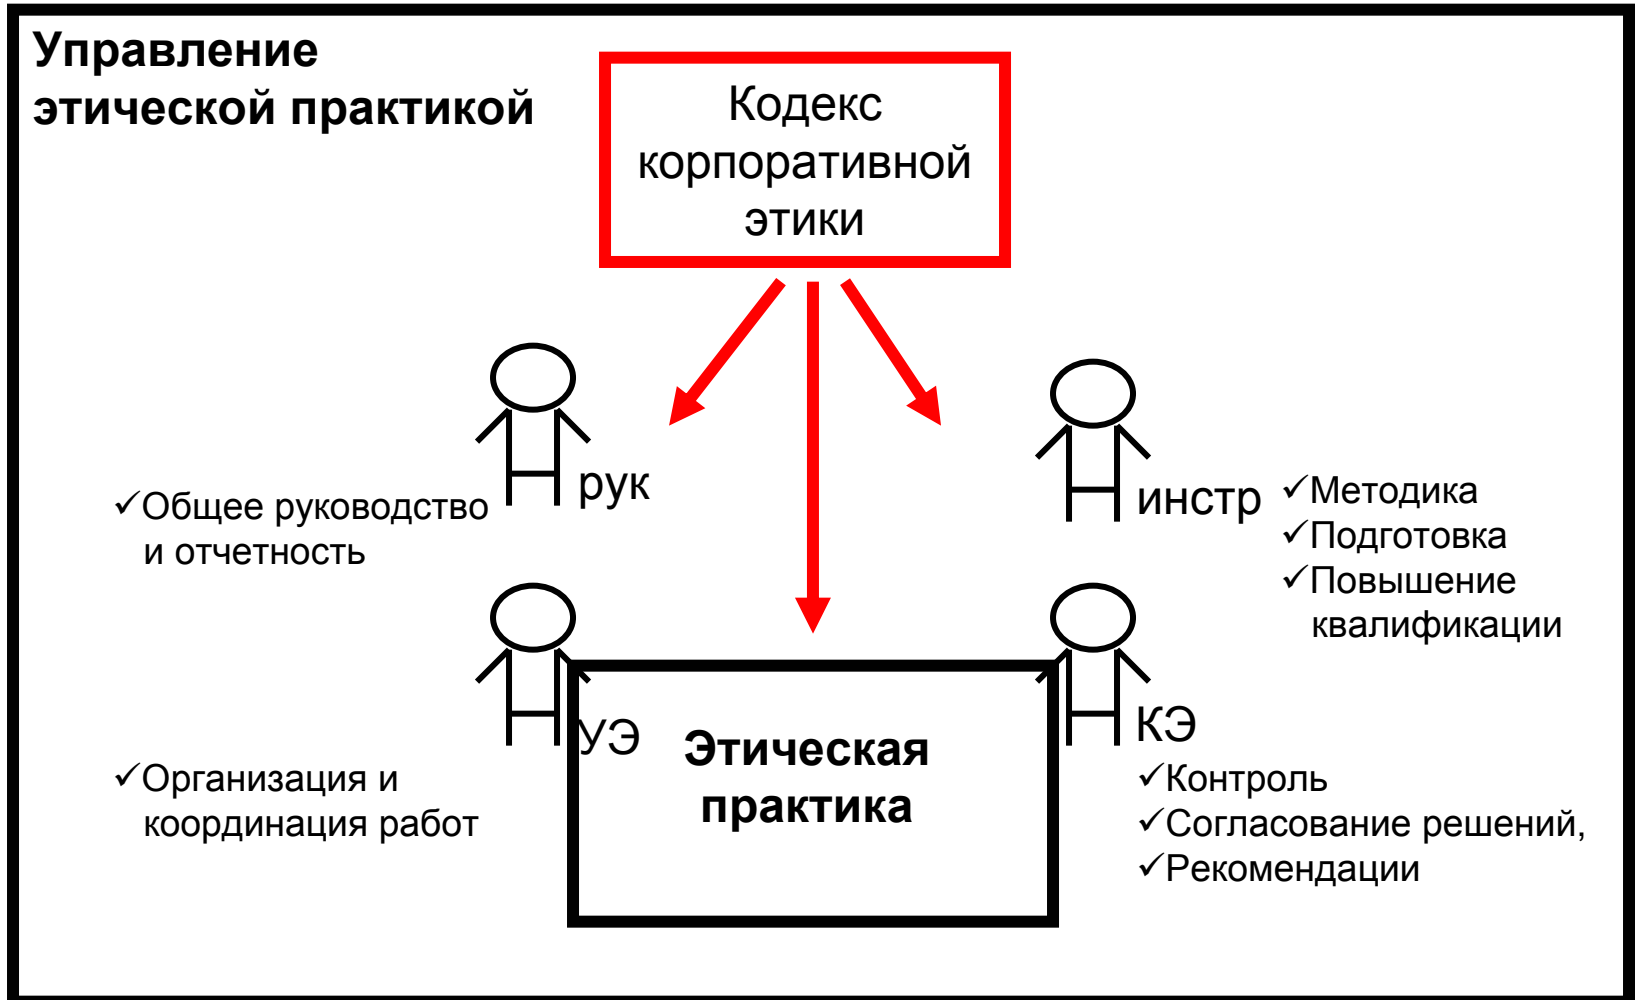 Управление
этической практикой
Кодекс
корпоративной
этики
рук
✓Общее руководство
и отчетность
инстр
✓Методика
✓Подготовка
✓Повышение
квалификации
УЭ
✓Организация и
координация работ
Этическая
практика
КЭ
✓Контроль
✓Согласование решений,
✓Рекомендации